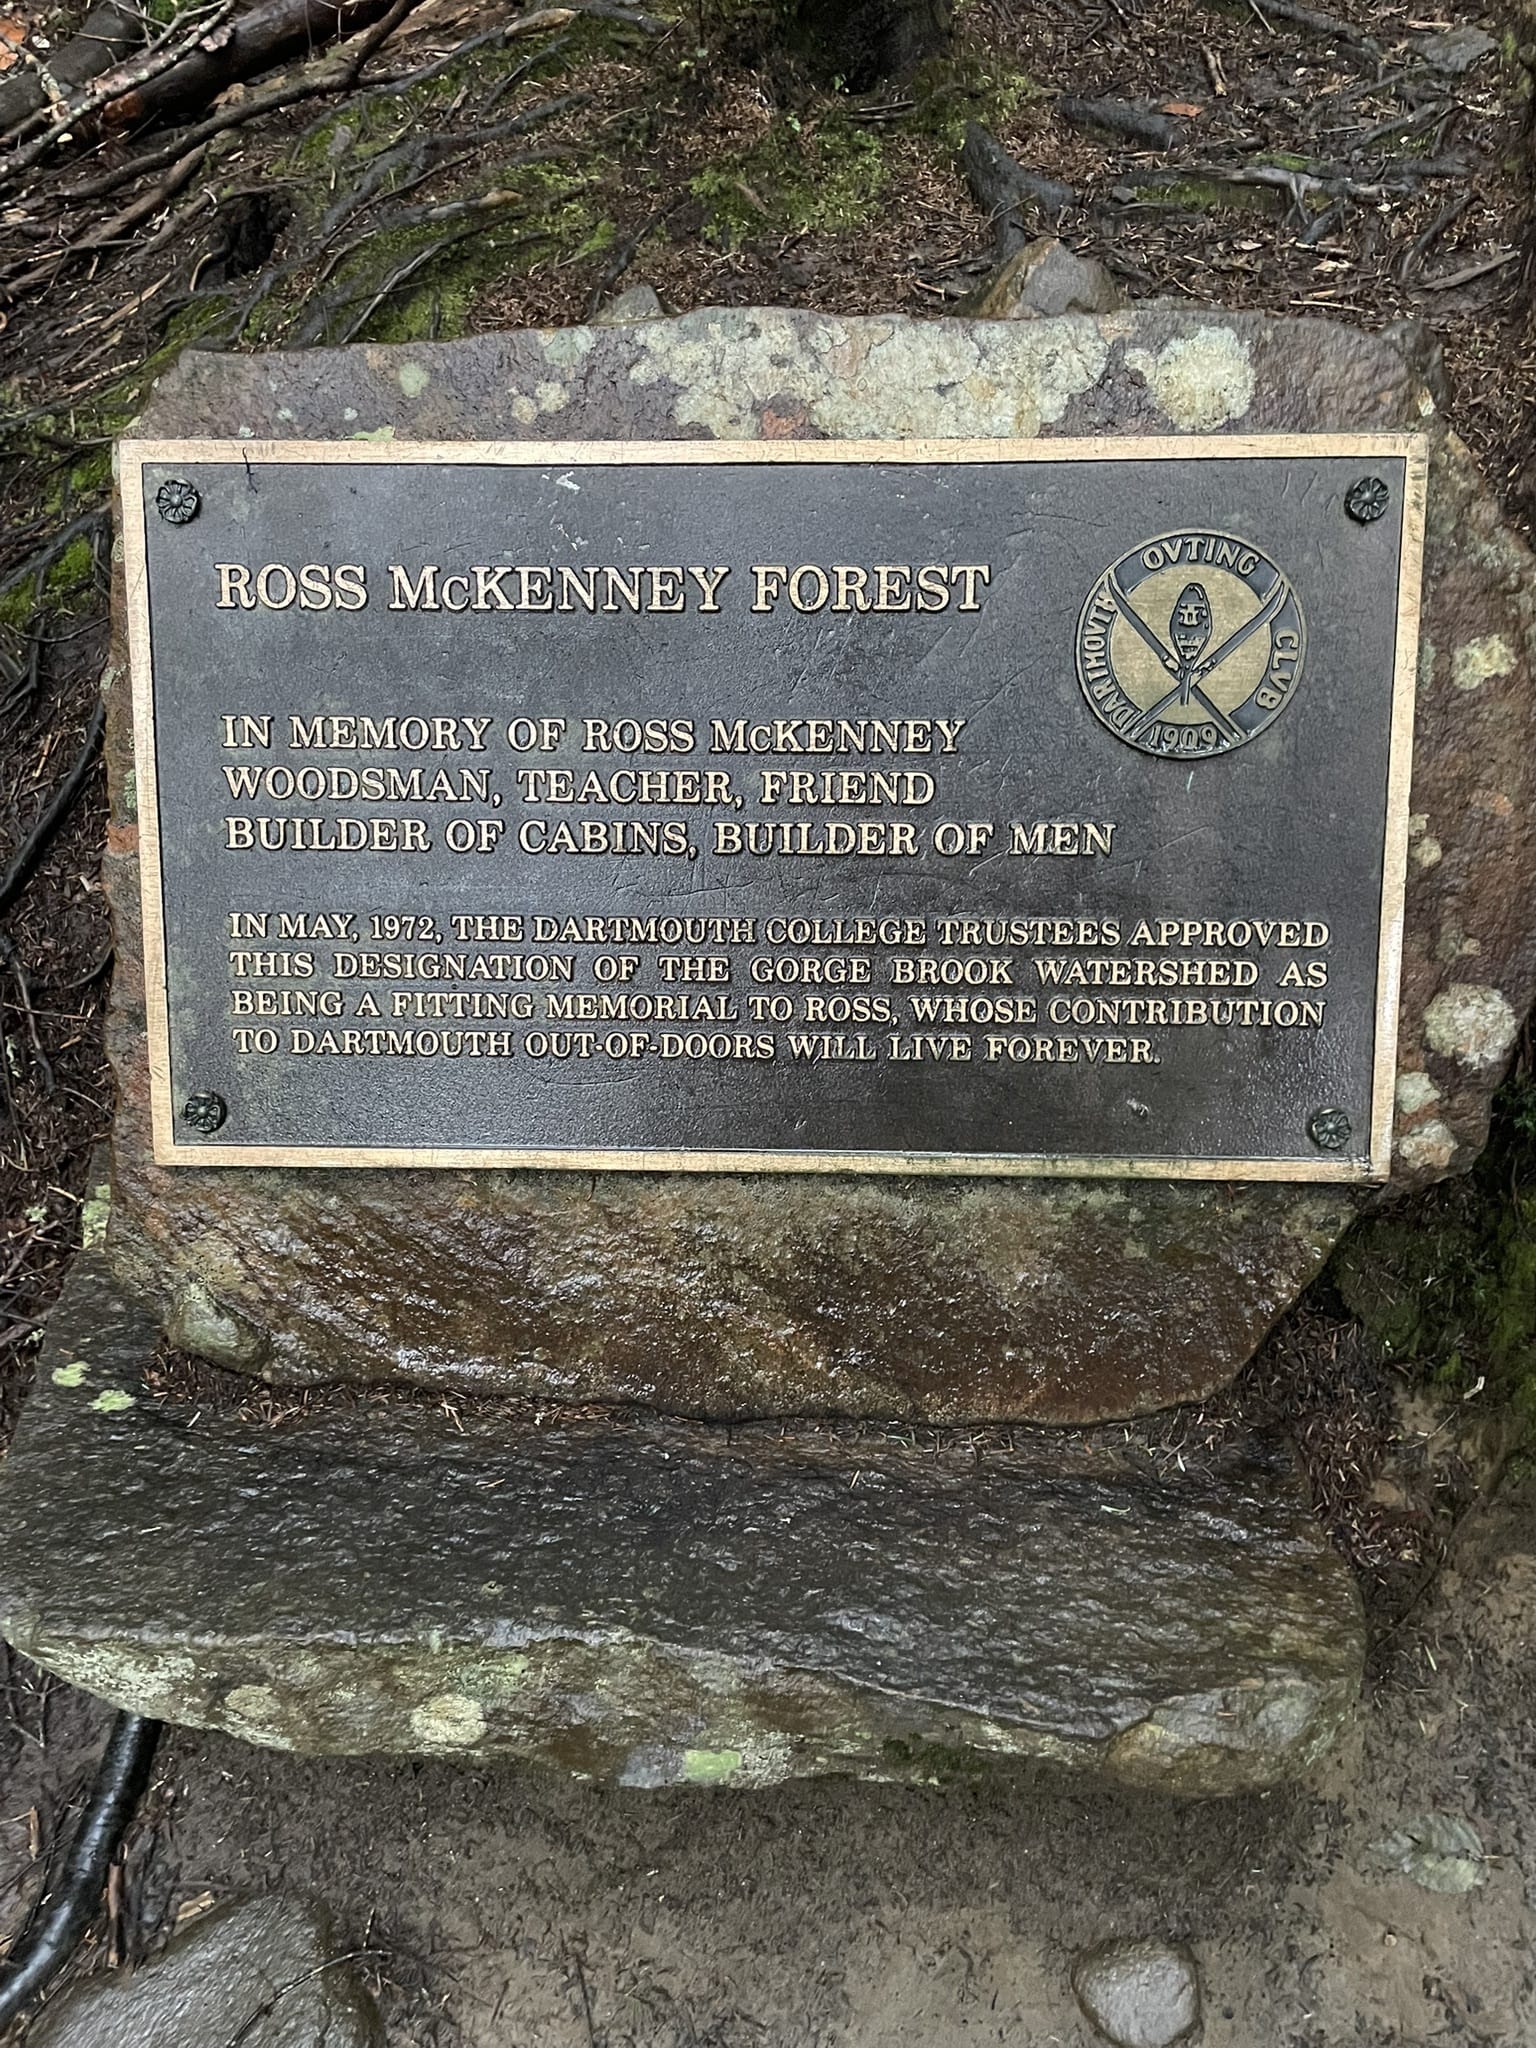 ROSS McKENNEY FOREST
DARTMOVTH OVTING CLVB
1909
IN MEMORY OF ROSS McKENNEY
WOODSMAN, TEACHER, FRIEND
BUILDER OF CABINS, BUILDER OF MEN
IN MAY, 1972, THE DARTMOUTH COLLEGE TRUSTEES APPROVED
THIS DESIGNATION OF THE GORGE BROOK WATERSHED AS
BEING A FITTING MEMORIAL TO ROSS, WHOSE CONTRIBUTION
TO DARTMOUTH OUT-OF-DOORS WILL LIVE FOREVER.